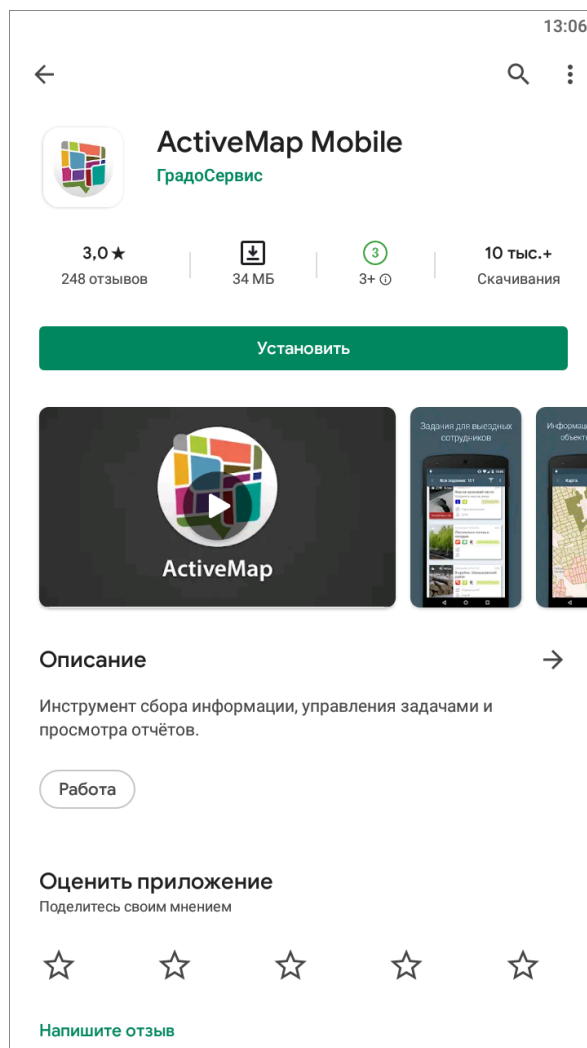 13:06
ActiveMap Mobile
ГрадоСервис
3,0 ★
248 отзывов
34 МБ
3
3+
10 тыс.+
Скачивания
Установить
ActiveMap
Задания для выездных
сотрудников
Описание
Инструмент сбора информации, управления задачами и
просмотра отчётов.
Работа
Оценить приложение
Поделитесь своим мнением
Напишите отзыв